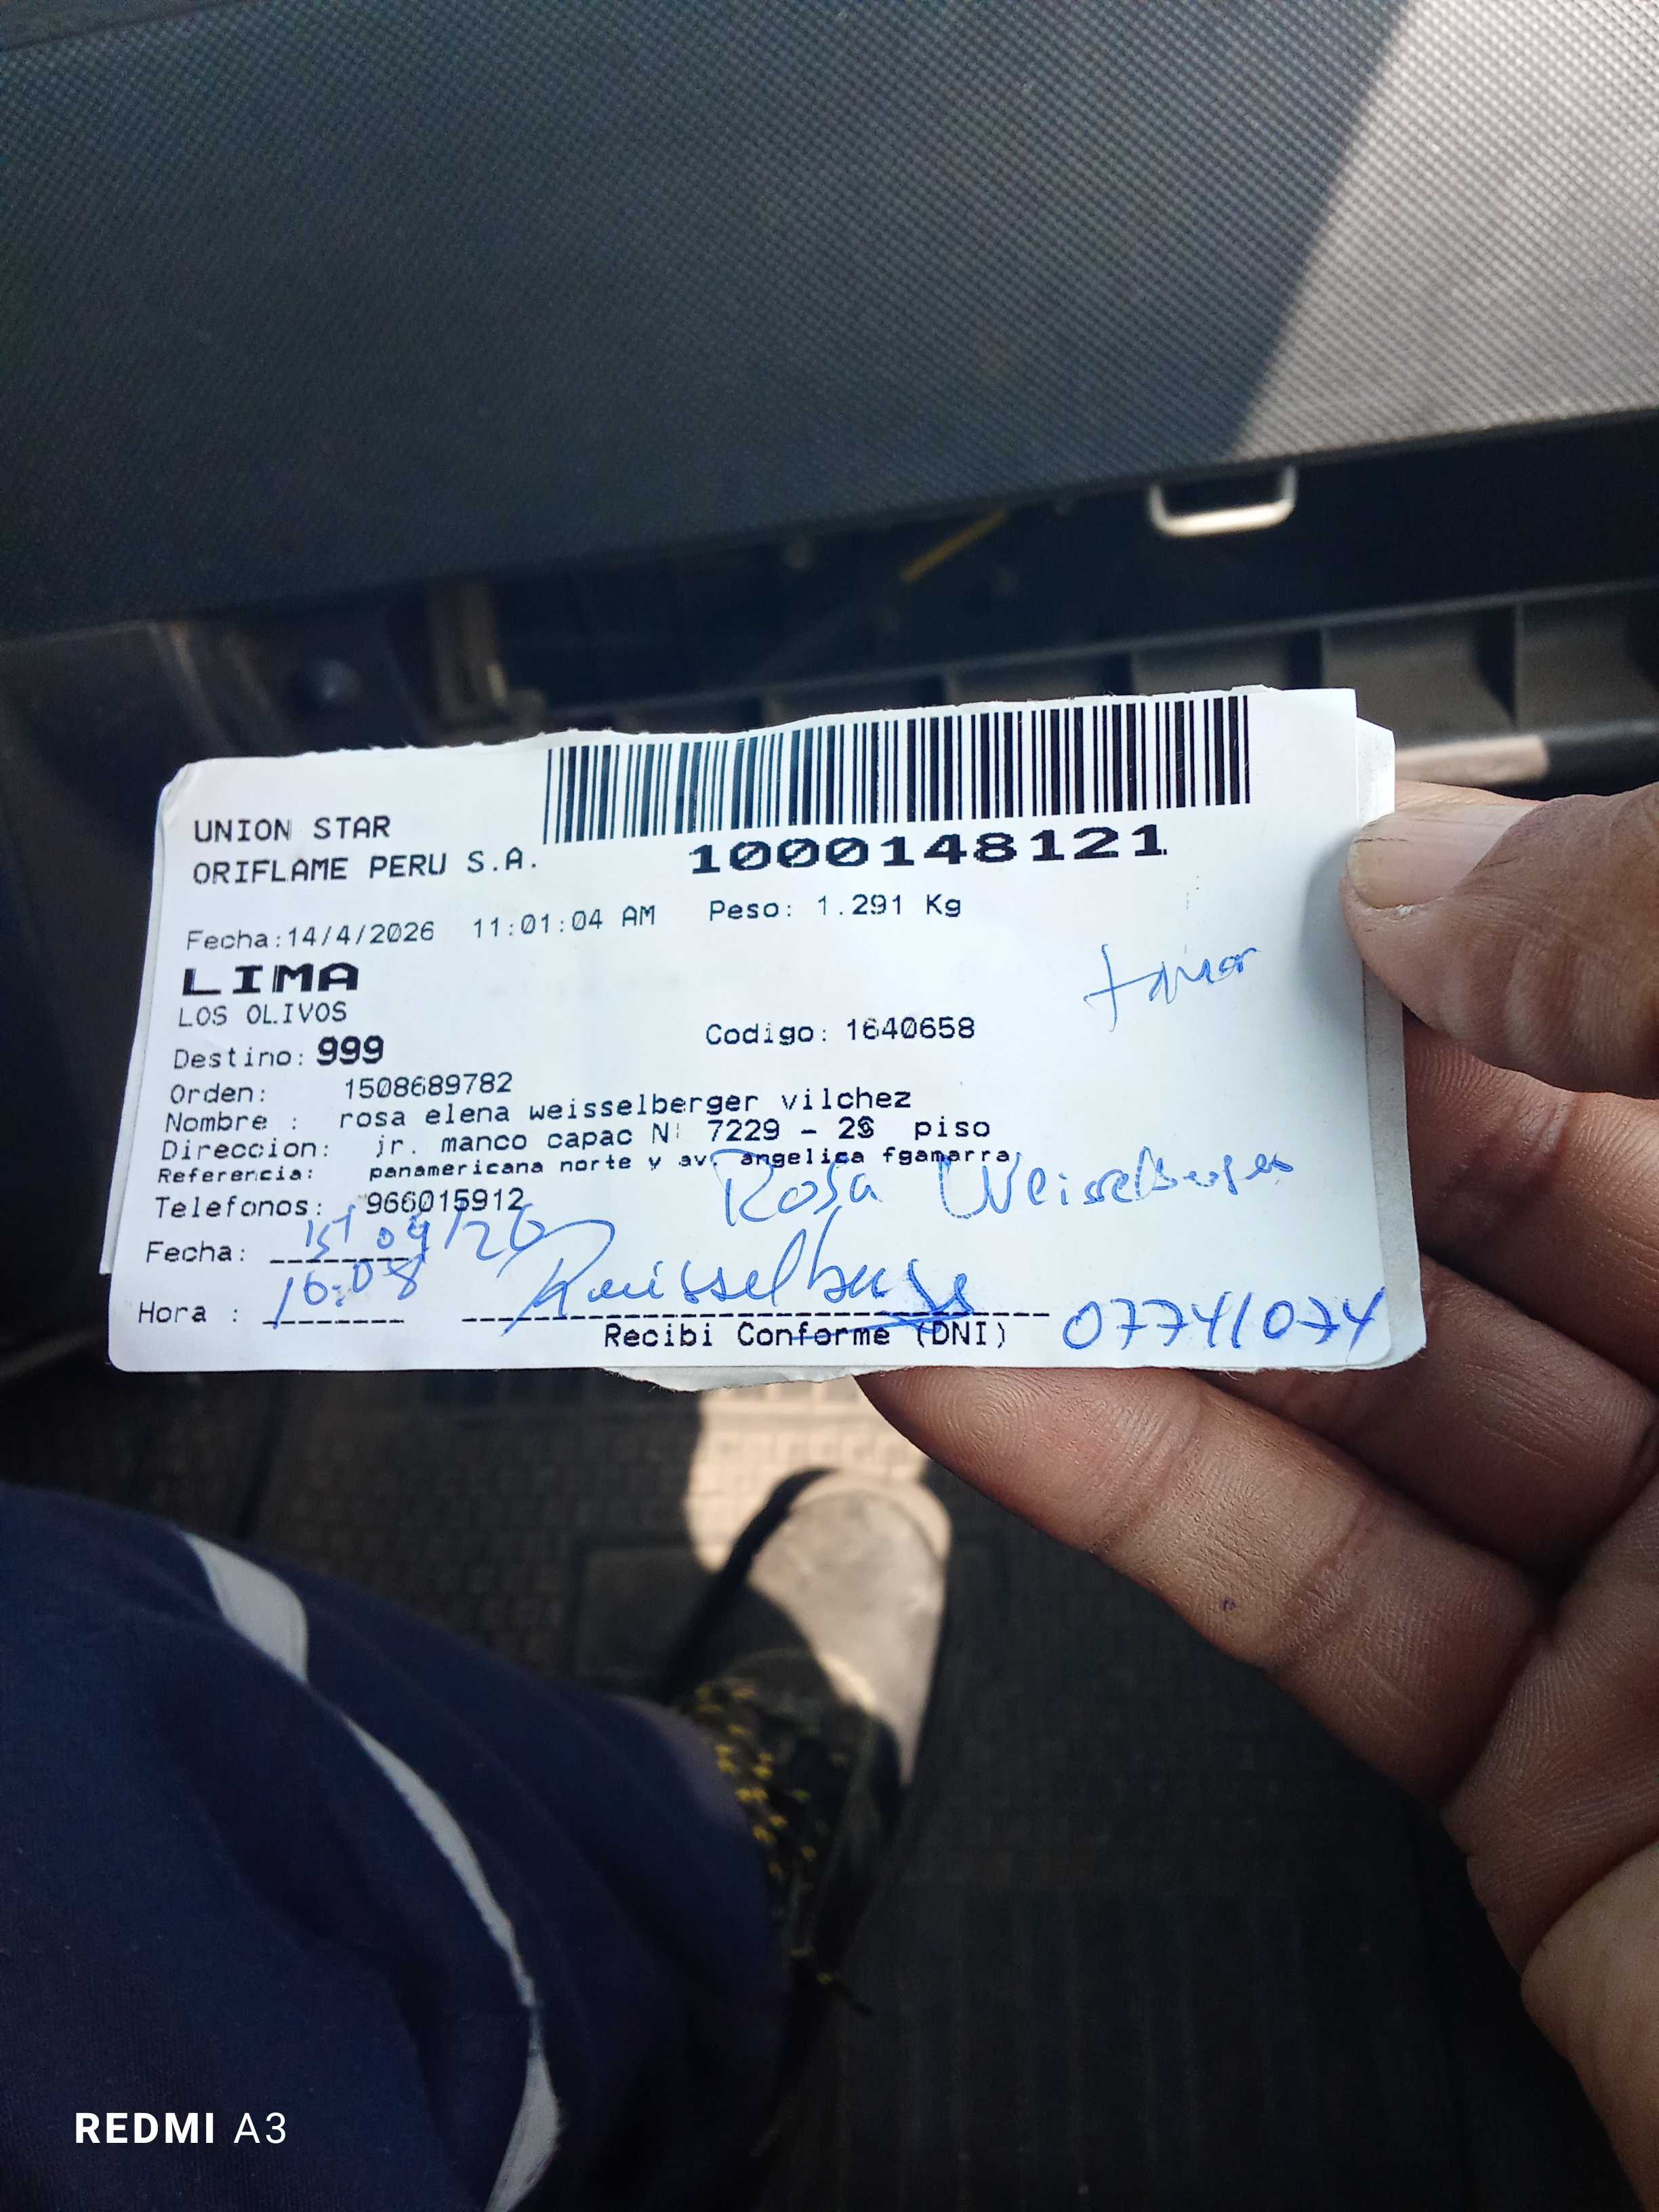 UNION STAR
ORIFLAME PERU S.A.
1000148121
Fecha:14/4/2026 11:01:04 AM Peso: 1.291 Kg
LIMA
LOS OLIVOS
Destino: 999
Codigo: 1640658
Orden: 1508689782
Nombre : rosa elena weisselberger vilchez
Direccion: jr. manco capac N 7229 - 2 piso
Referencia: panamericana norte y av. angelica fgamarra
Telefonos: 966015912
Rosa Weisselberger
Fecha: 15/04/26
Hora : 16:08
Recibi Conforme (DNI) 07741074
REDMI A3